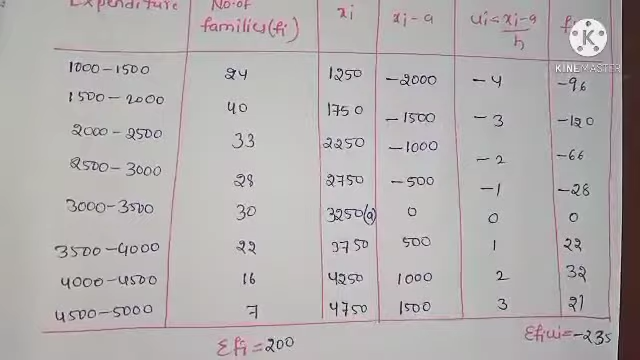 Expenditure No. of families (fi) xi xi - a ui = xi - a / h fi
KINEMASTER
1000-1500 24 1250 -2000 -4 -96
1500-2000 40 1750 -1500 -3 -120
2000-2500 33 2250 -1000 -2 -66
2500-3000 28 2750 -500 -1 -28
3000-3500 30 3250(a) 0 0 0
3500-4000 22 3750 500 1 22
4000-4500 16 4250 1000 2 32
4500-5000 7 4750 1500 3 21
Σfi = 200 Σfiui = -235